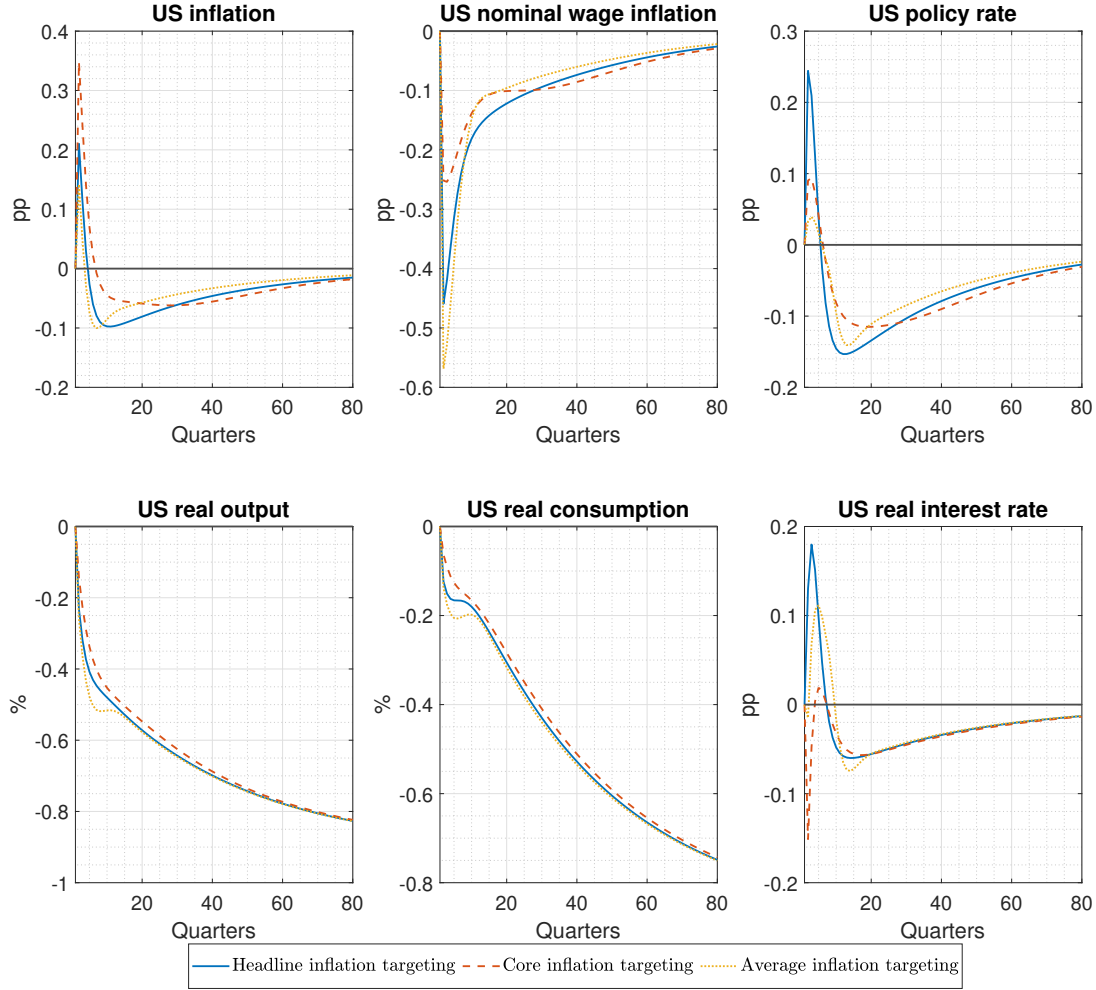 US inflation
US nominal wage inflation
US policy rate
0.4
0.3
0.2
0.1
0
-0.1
-0.2
pp
20 40 60 80
Quarters
0
-0.1
-0.2
-0.3
-0.4
-0.5
-0.6
pp
20 40 60 80
Quarters
0.3
0.2
0.1
0
-0.1
-0.2
pp
20 40 60 80
Quarters
US real output
US real consumption
US real interest rate
0
-0.2
-0.4
-0.6
-0.8
-1
%
20 40 60 80
Quarters
0
-0.2
-0.4
-0.6
-0.8
%
20 40 60 80
Quarters
0.2
0.1
0
-0.1
-0.2
pp
20 40 60 80
Quarters
Headline inflation targeting Core inflation targeting Average inflation targeting